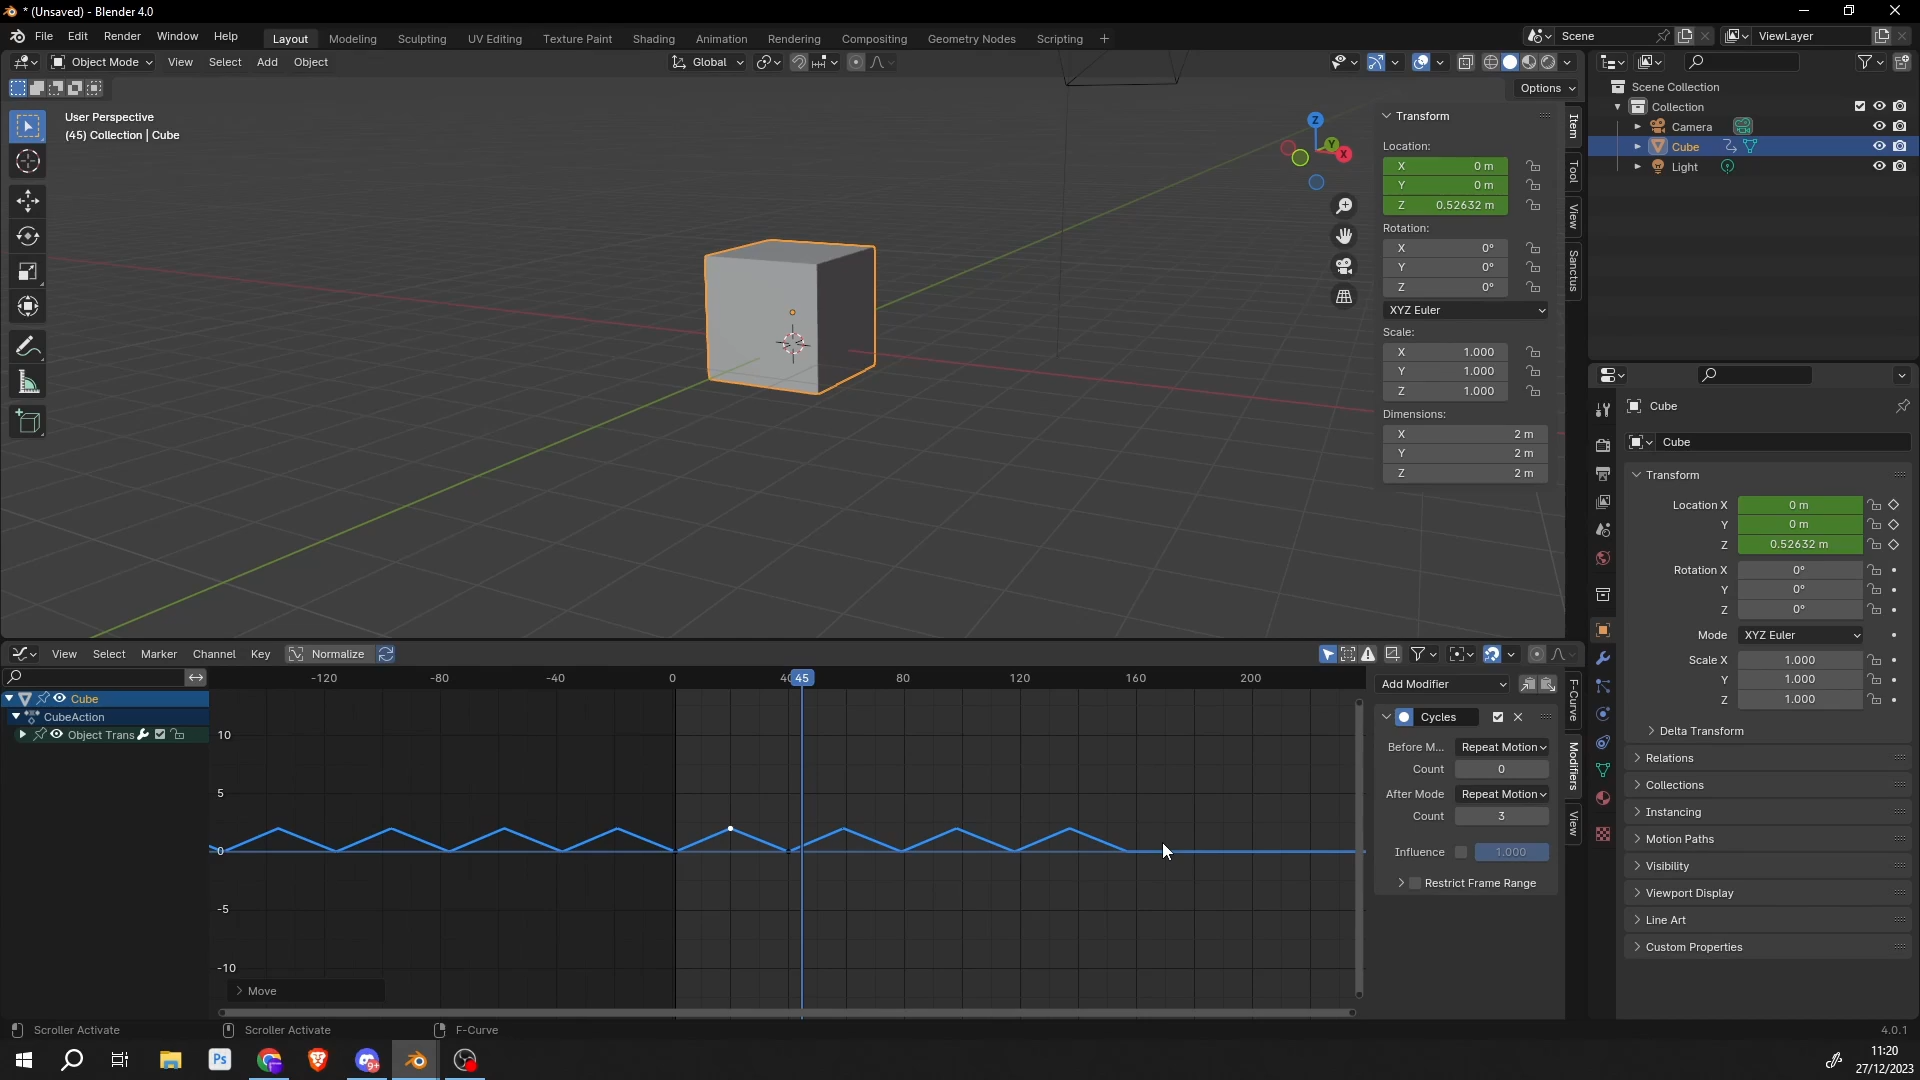 * (Unsaved) - Blender 4.0
File Edit Render Window Help
Layout Modeling Sculpting UV Editing Texture Paint Shading Animation Rendering Compositing Geometry Nodes Scripting +
Scene
ViewLayer
Object Mode View Select Add Object
Global
Options
User Perspective
(45) Collection | Cube
Z
Y
X
Transform
Location:
X 0 m
Y 0 m
Z 0.52632 m
Rotation:
X 0°
Y 0°
Z 0°
XYZ Euler
Scale:
X 1.000
Y 1.000
Z 1.000
Dimensions:
X 2 m
Y 2 m
Z 2 m
Item
Tool
View
Sanctus
Scene Collection
Collection
Camera
Cube
Light
Cube
Cube
Transform
Location X 0 m
Y 0 m
Z 0.52632 m
Rotation X 0°
Y 0°
Z 0°
Mode XYZ Euler
Scale X 1.000
Y 1.000
Z 1.000
Delta Transform
Relations
Collections
Instancing
Motion Paths
Visibility
Viewport Display
Line Art
Custom Properties
View Select Marker Channel Key Normalize
-120 -80 -40 0 40 45 80 120 160 200
Cube
CubeAction
Object Trans
10
5
0
-5
-10
Move
Add Modifier
Cycles
Before M... Repeat Motion
Count 0
After Mode Repeat Motion
Count 3
Influence 1.000
Restrict Frame Range
F-Curve
Modifiers
View
Scroller Activate Scroller Activate F-Curve
4.0.1
Ps
9+
11:20
27/12/2023